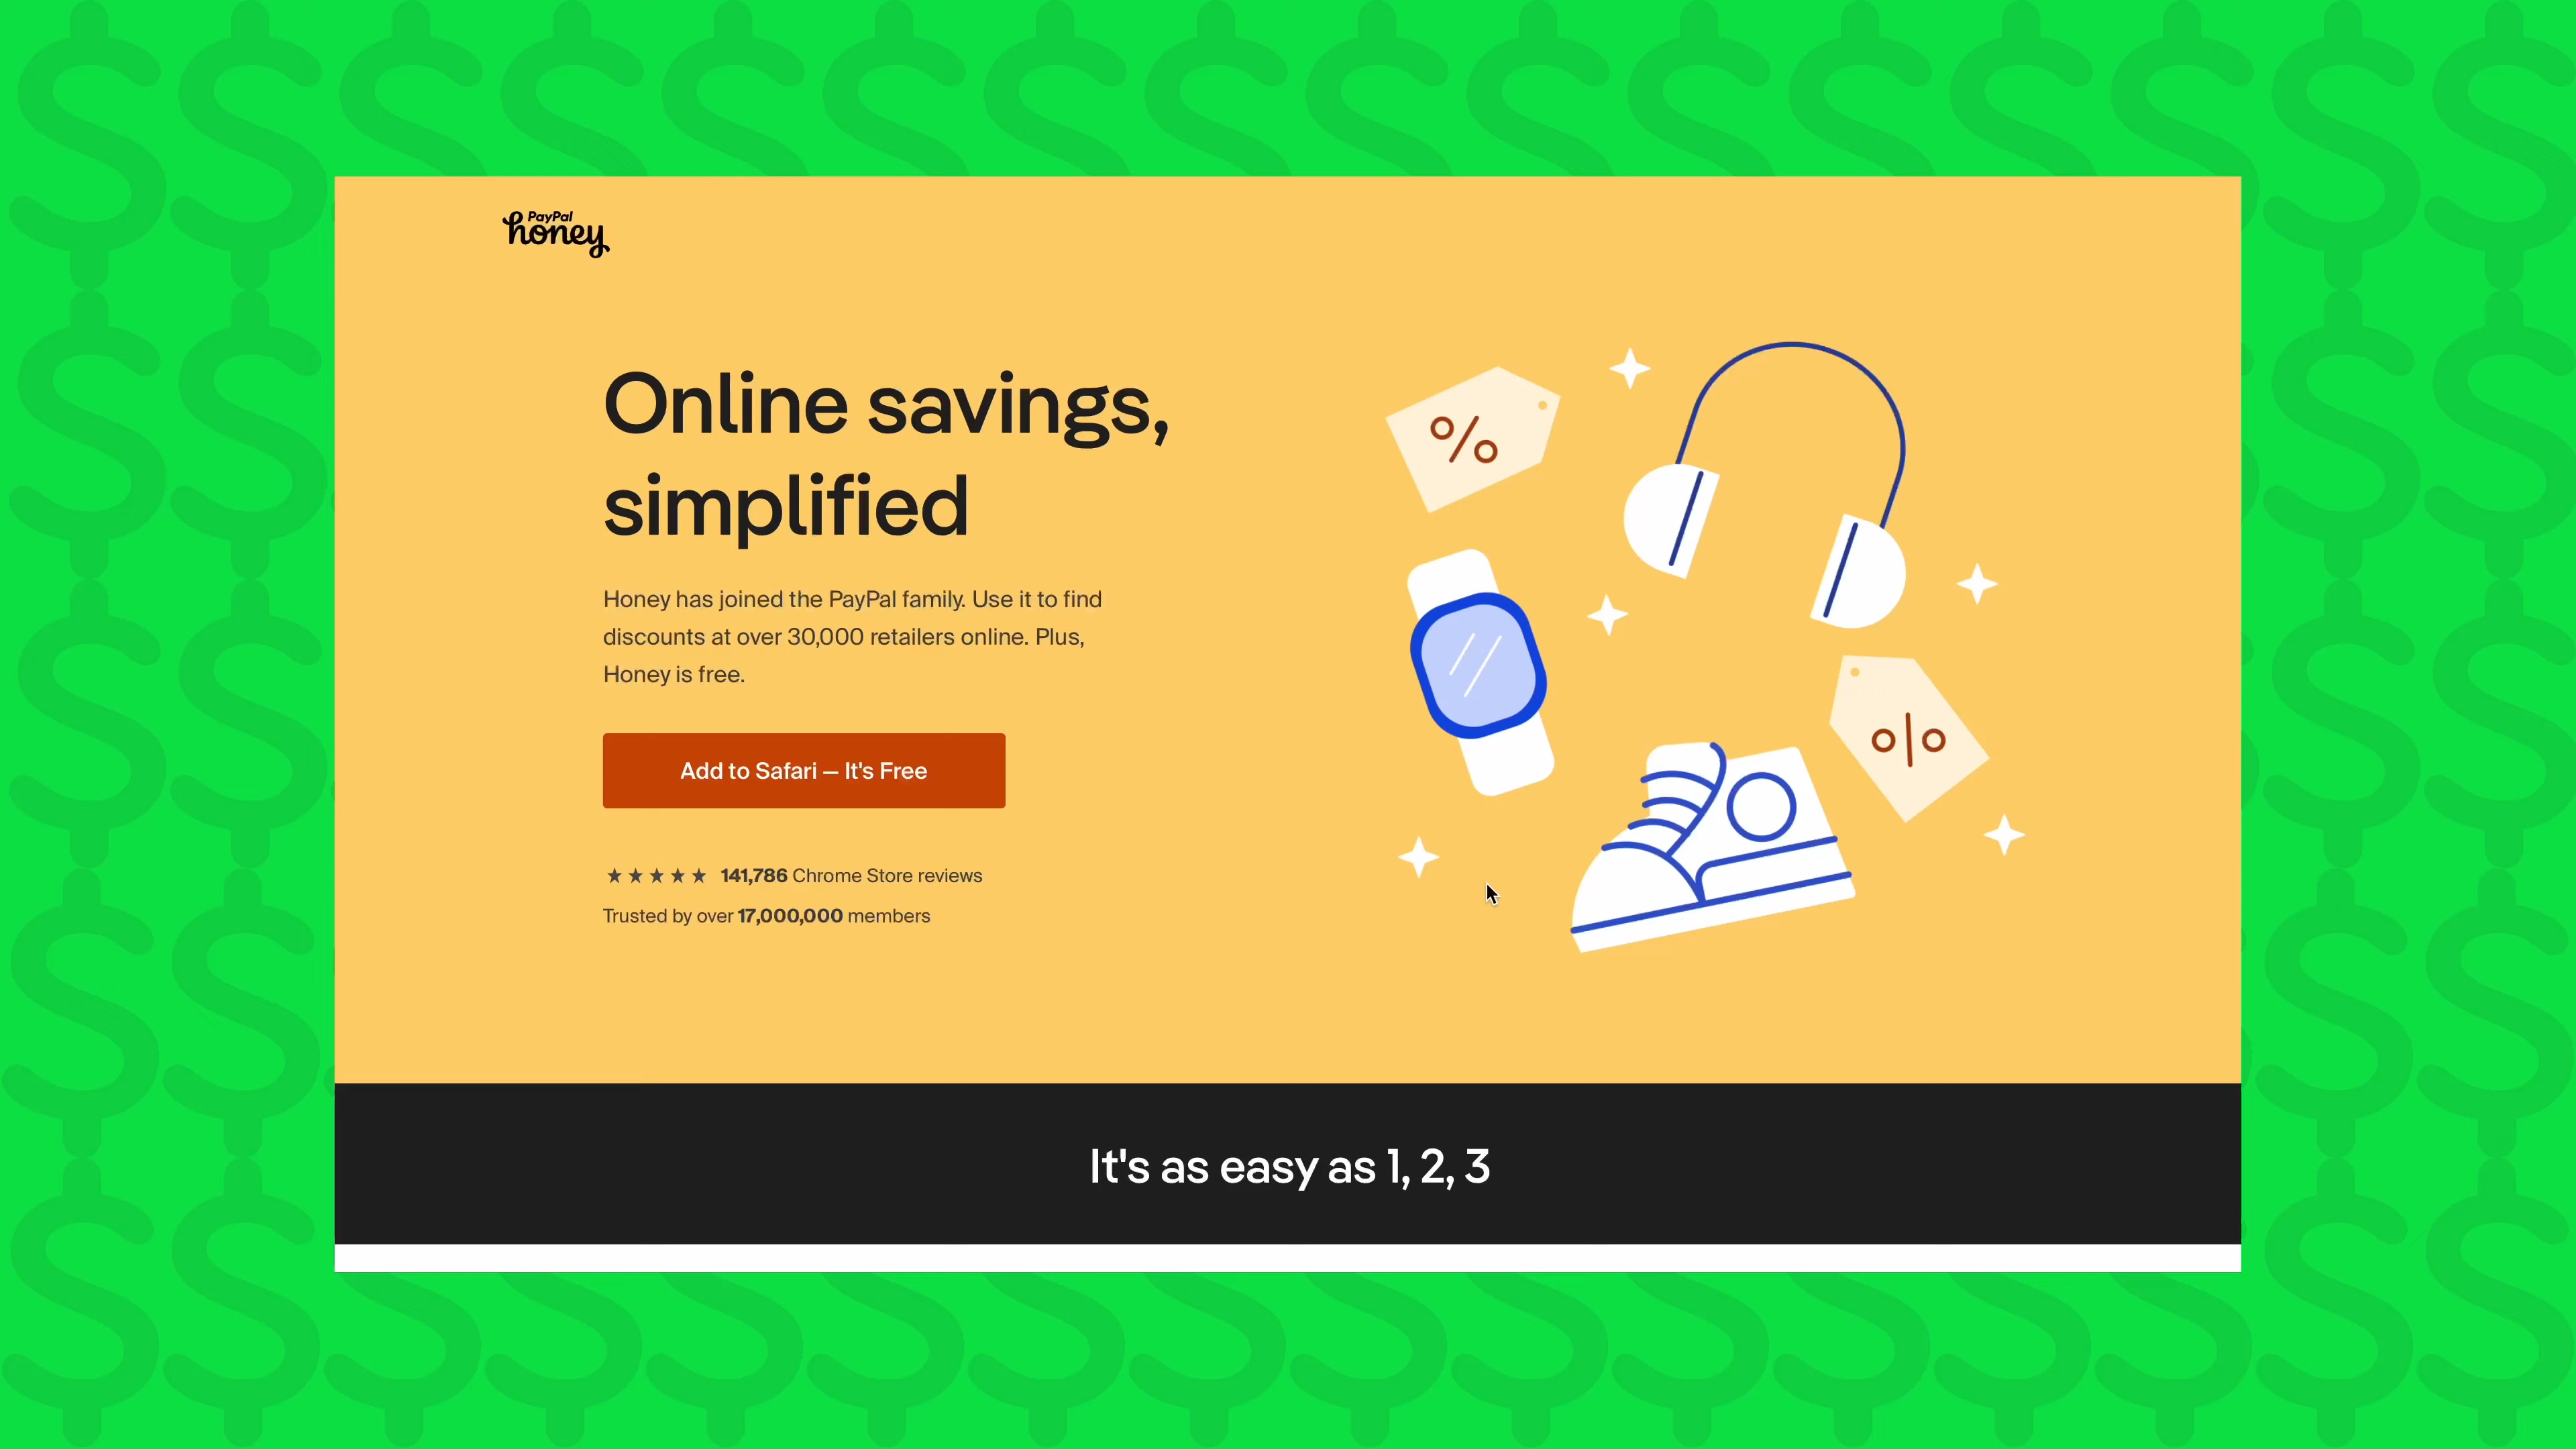 PayPal
honey
Online savings,
simplified
Honey has joined the PayPal family. Use it to find
discounts at over 30,000 retailers online. Plus,
Honey is free.
Add to Safari – It's Free
★★★★★ 141,786 Chrome Store reviews
Trusted by over 17,000,000 members
%
%
It's as easy as 1, 2, 3